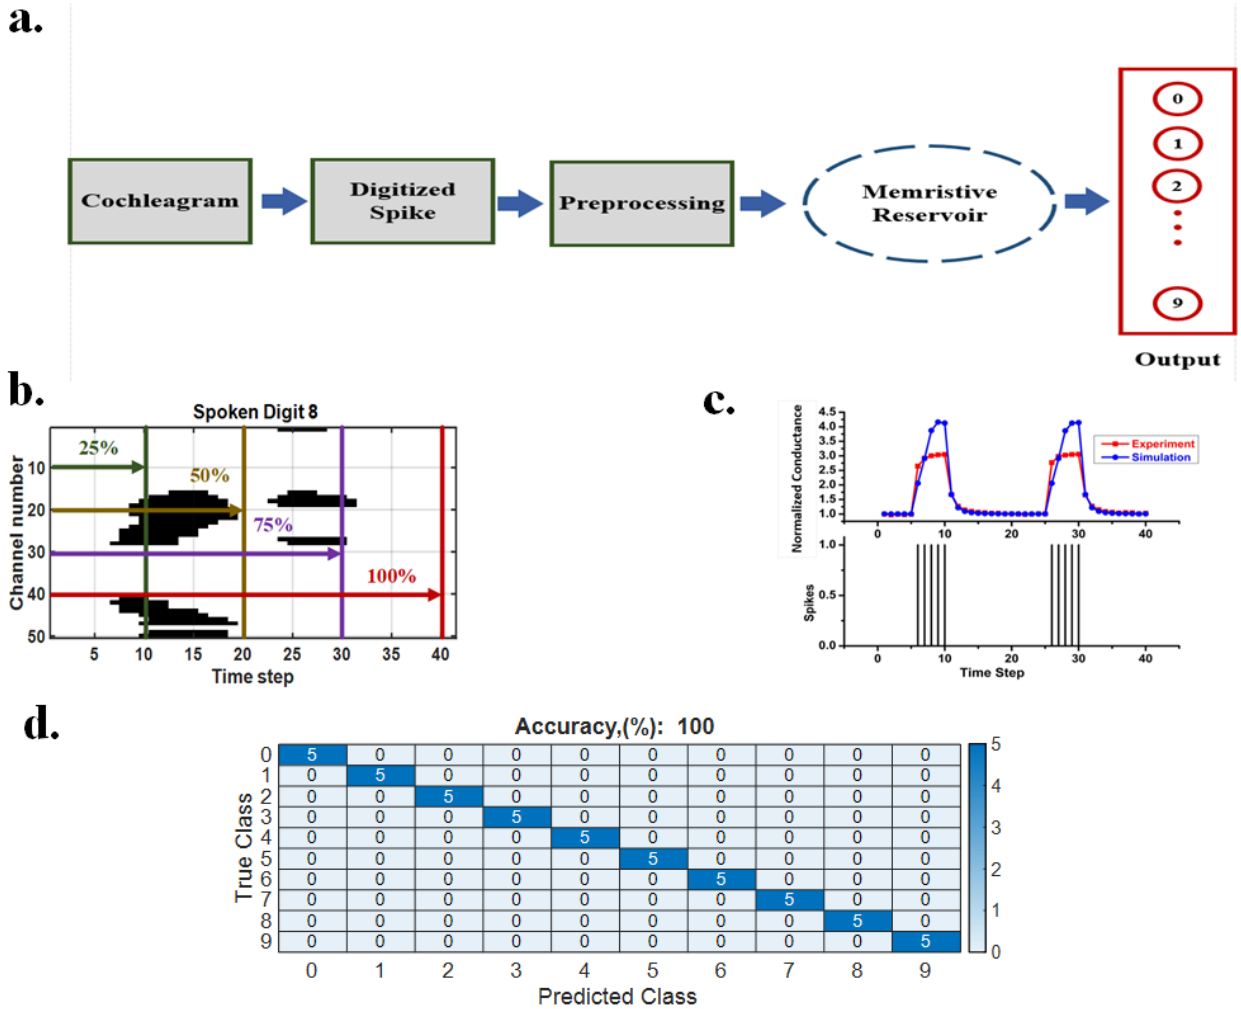 a.
Cochleagram
Digitized
Spike
Preprocessing
Memristive
Reservoir
0
1
2
9
Output
b.
Spoken Digit 8
25%
50%
75%
100%
Channel number
10
20
30
40
50
5 10 15 20 25 30 35 40
Time step
c.
Normalized Conductance
4.5
4.0
3.5
3.0
2.5
2.0
1.5
1.0
0 10 20 30 40
Experiment
Simulation
Spikes
1.0
0.5
0.0
0 10 20 30 40
Time Step
d.
Accuracy,(%): 100
True Class
0 5 0 0 0 0 0 0 0 0 0
1 0 5 0 0 0 0 0 0 0 0
2 0 0 5 0 0 0 0 0 0 0
3 0 0 0 5 0 0 0 0 0 0
4 0 0 0 0 5 0 0 0 0 0
5 0 0 0 0 0 5 0 0 0 0
6 0 0 0 0 0 0 5 0 0 0
7 0 0 0 0 0 0 0 5 0 0
8 0 0 0 0 0 0 0 0 5 0
9 0 0 0 0 0 0 0 0 0 5
0 1 2 3 4 5 6 7 8 9
Predicted Class
5
4
3
2
1
0